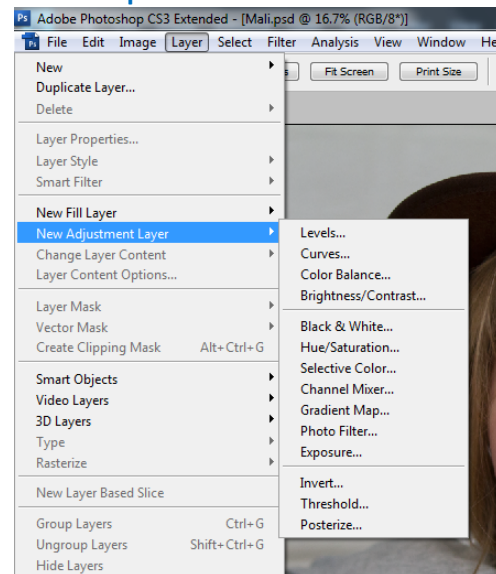 Ps Adobe Photoshop CS3 Extended - [Mali.psd @ 16.7% (RGB/8*)]
Ps File Edit Image Layer Select Filter Analysis View Window He
Fit Screen Print Size
New
Duplicate Layer...
Delete
Layer Properties...
Layer Style
Smart Filter
New Fill Layer
New Adjustment Layer
Change Layer Content
Layer Content Options...
Layer Mask
Vector Mask
Create Clipping Mask Alt+Ctrl+G
Smart Objects
Video Layers
3D Layers
Type
Rasterize
New Layer Based Slice
Group Layers Ctrl+G
Ungroup Layers Shift+Ctrl+G
Hide Layers
Levels...
Curves...
Color Balance...
Brightness/Contrast...
Black & White...
Hue/Saturation...
Selective Color...
Channel Mixer...
Gradient Map...
Photo Filter...
Exposure...
Invert...
Threshold...
Posterize...